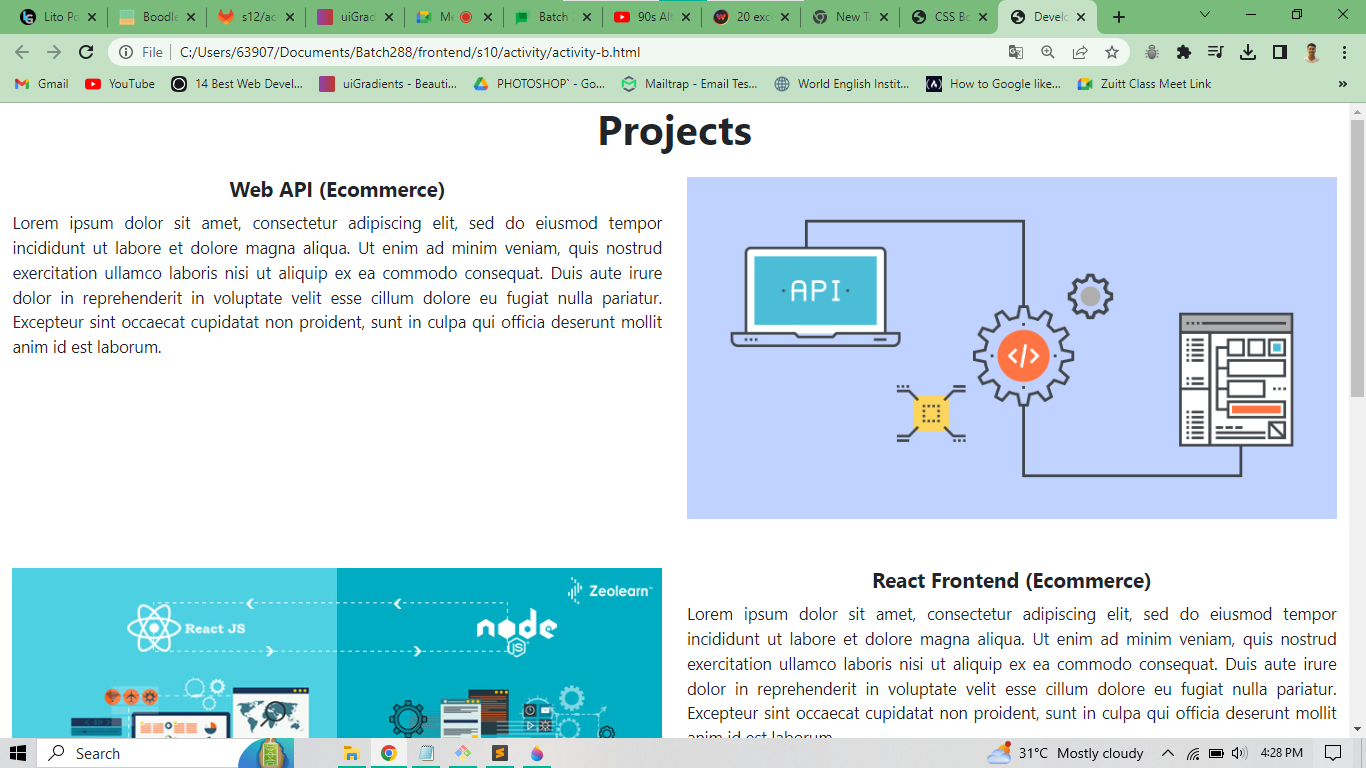 Lito Po
Boodle
s12/ac
uiGrad
Me
Batch
90s Alt
20 exc
New Ta
CSS Bo
Develo
File
C:/Users/63907/Documents/Batch288/frontend/s10/activity/activity-b.html
Gmail
YouTube
14 Best Web Devel...
uiGradients - Beauti...
PHOTOSHOP` - Go...
Mailtrap - Email Tes...
World English Instit...
How to Google like...
Zuitt Class Meet Link
»
Projects
Web API (Ecommerce)
Lorem ipsum dolor sit amet, consectetur adipiscing elit, sed do eiusmod tempor
incididunt ut labore et dolore magna aliqua. Ut enim ad minim veniam, quis nostrud
exercitation ullamco laboris nisi ut aliquip ex ea commodo consequat. Duis aute irure
dolor in reprehenderit in voluptate velit esse cillum dolore eu fugiat nulla pariatur.
Excepteur sint occaecat cupidatat non proident, sunt in culpa qui officia deserunt mollit
anim id est laborum.
·API·
</>
Zeolearn
React JS
node
JS
React Frontend (Ecommerce)
Lorem ipsum dolor sit amet, consectetur adipiscing elit, sed do eiusmod tempor
incididunt ut labore et dolore magna aliqua. Ut enim ad minim veniam, quis nostrud
exercitation ullamco laboris nisi ut aliquip ex ea commodo consequat. Duis aute irure
dolor in reprehenderit in voluptate velit esse cillum dolore eu fugiat nulla pariatur.
Excepteur sint occaecat cupidatat non proident, sunt in culpa qui officia deserunt mollit
anim id est laborum.
Search
31°C Mostly cloudy
4:28 PM